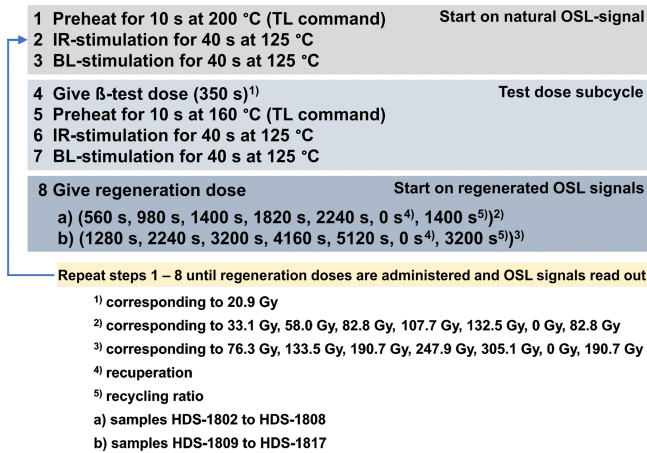 1 Preheat for 10 s at 200 °C (TL command) Start on natural OSL-signal
2 IR-stimulation for 40 s at 125 °C
3 BL-stimulation for 40 s at 125 °C
4 Give ß-test dose (350 s)1) Test dose subcycle
5 Preheat for 10 s at 160 °C (TL command)
6 IR-stimulation for 40 s at 125 °C
7 BL-stimulation for 40 s at 125 °C
8 Give regeneration dose Start on regenerated OSL signals
a) (560 s, 980 s, 1400 s, 1820 s, 2240 s, 0 s4), 1400 s5))2)
b) (1280 s, 2240 s, 3200 s, 4160 s, 5120 s, 0 s4), 3200 s5))3)
Repeat steps 1 – 8 until regeneration doses are administered and OSL signals read out
1) corresponding to 20.9 Gy
2) corresponding to 33.1 Gy, 58.0 Gy, 82.8 Gy, 107.7 Gy, 132.5 Gy, 0 Gy, 82.8 Gy
3) corresponding to 76.3 Gy, 133.5 Gy, 190.7 Gy, 247.9 Gy, 305.1 Gy, 0 Gy, 190.7 Gy
4) recuperation
5) recycling ratio
a) samples HDS-1802 to HDS-1808
b) samples HDS-1809 to HDS-1817